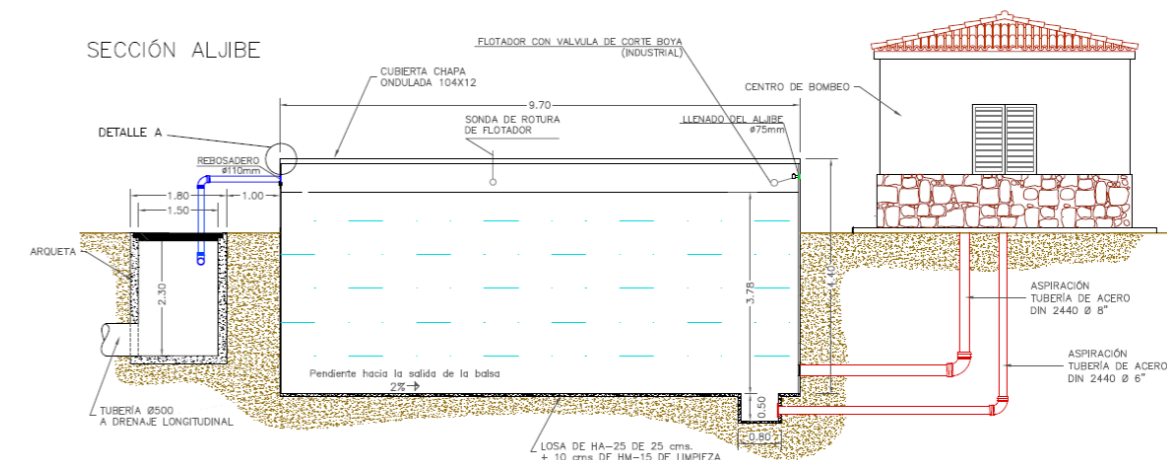 SECCIÓN ALJIBE
FLOTADOR CON VALVULA DE CORTE BOYA
(INDUSTRIAL)
CUBIERTA CHAPA
ONDULADA 104X12
CENTRO DE BOMBEO
9.70
SONDA DE ROTURA
DE FLOTADOR
LLENADO DEL ALJIBE
ø75mm
DETALLE A
REBOSADERO
ø110mm
1.80
1.00
1.50
ARQUETA
2.30
3.78
4.40
ASPIRACIÓN
TUBERÍA DE ACERO
DIN 2440 Ø 8"
ASPIRACIÓN
TUBERÍA DE ACERO
DIN 2440 Ø 6"
Pendiente hacia la salida de la balsa
2%
0.50
0.80
TUBERÍA Ø500
A DRENAJE LONGITUDINAL
LOSA DE HA-25 DE 25 cms.
+ 10 cms DE HM-15 DE LIMPIEZA